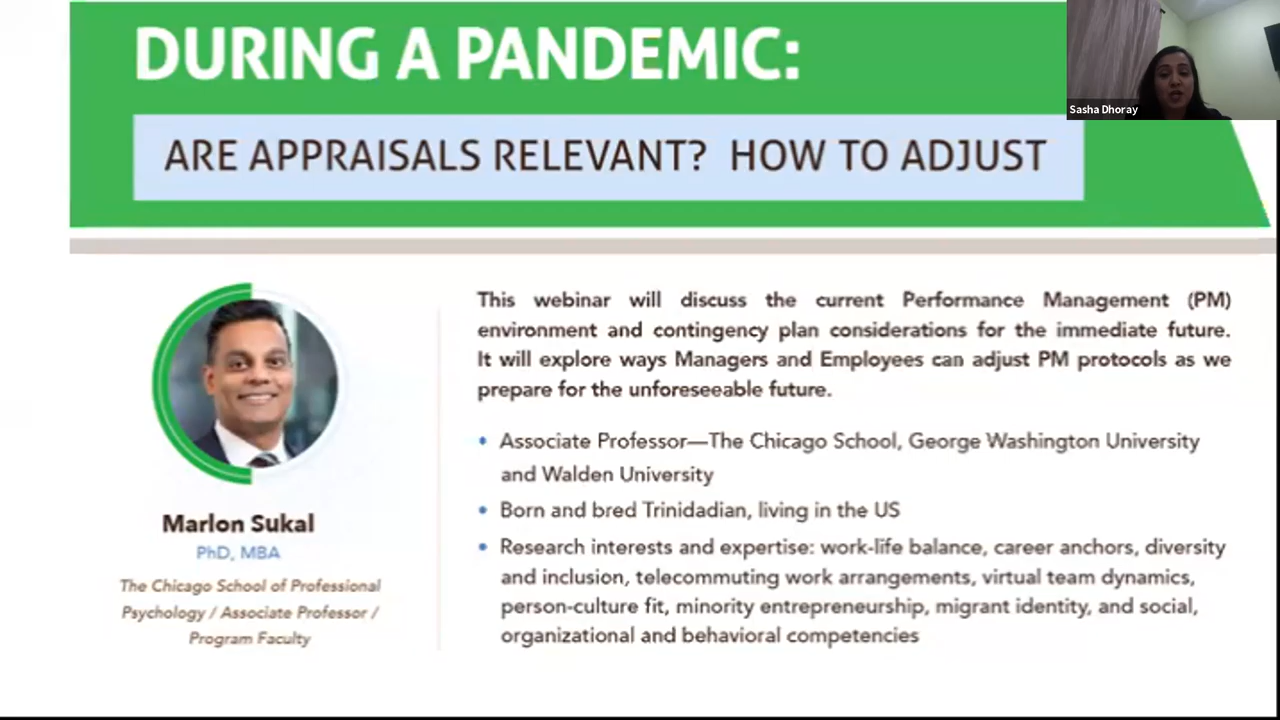 DURING A PANDEMIC:
Sasha Dhoray
ARE APPRAISALS RELEVANT? HOW TO ADJUST
Marlon Sukal
PhD, MBA
The Chicago School of Professional
Psychology / Associate Professor /
Program Faculty
This webinar will discuss the current Performance Management (PM)
environment and contingency plan considerations for the immediate future.
It will explore ways Managers and Employees can adjust PM protocols as we
prepare for the unforeseeable future.
• Associate Professor—The Chicago School, George Washington University
and Walden University
• Born and bred Trinidadian, living in the US
• Research interests and expertise: work-life balance, career anchors, diversity
and inclusion, telecommuting work arrangements, virtual team dynamics,
person-culture fit, minority entrepreneurship, migrant identity, and social,
organizational and behavioral competencies